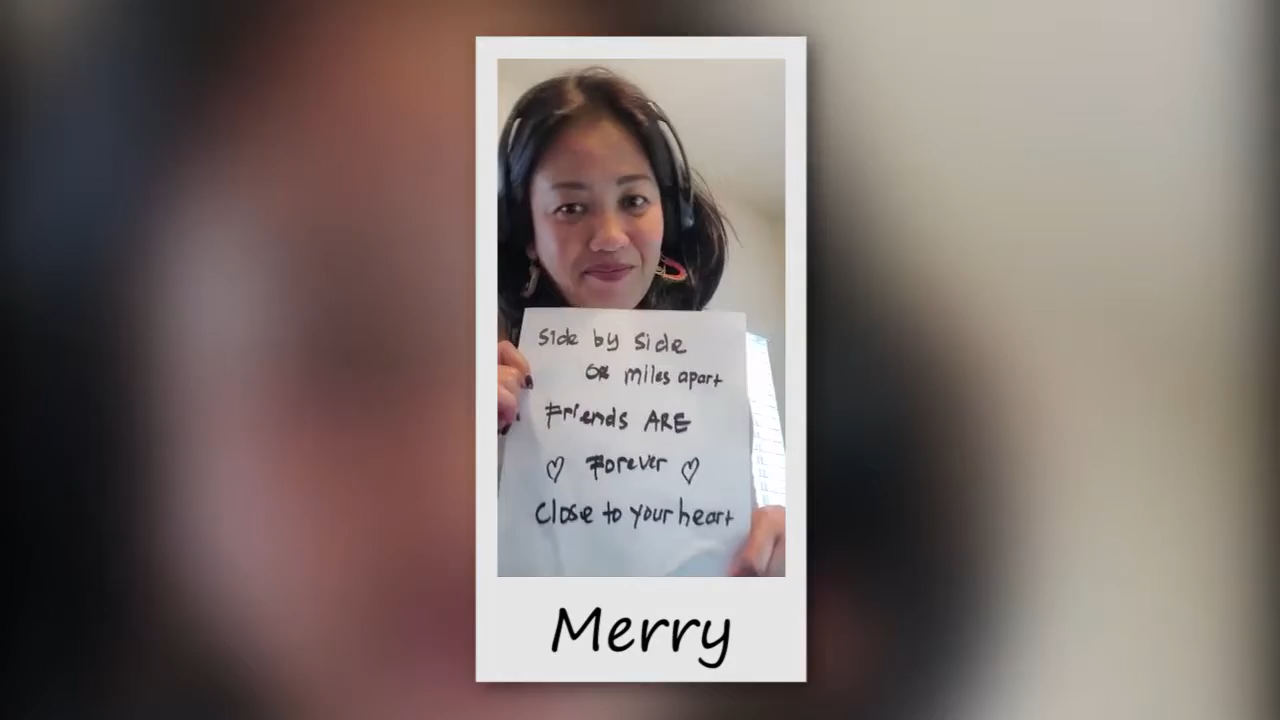 Side by Side
OR miles apart
Friends ARE
♡ Forever ♡
Close to your heart
Merry